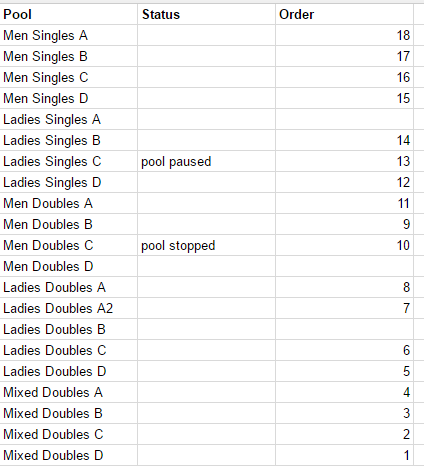 Pool Status Order
Men Singles A 18
Men Singles B 17
Men Singles C 16
Men Singles D 15
Ladies Singles A
Ladies Singles B 14
Ladies Singles C pool paused 13
Ladies Singles D 12
Men Doubles A 11
Men Doubles B 9
Men Doubles C pool stopped 10
Men Doubles D
Ladies Doubles A 8
Ladies Doubles A2 7
Ladies Doubles B
Ladies Doubles C 6
Ladies Doubles D 5
Mixed Doubles A 4
Mixed Doubles B 3
Mixed Doubles C 2
Mixed Doubles D 1